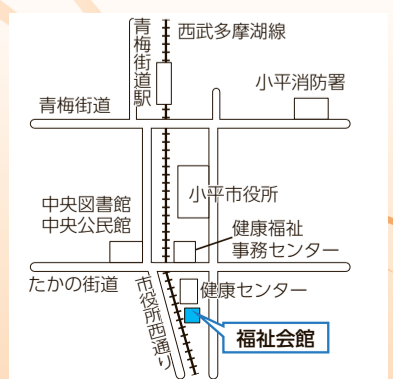 西武多摩湖線
青梅街道駅
小平消防署
青梅街道
小平市役所
中央図書館
中央公民館
健康福祉
事務センター
たかの街道
市役所西通り
健康センター
福祉会館